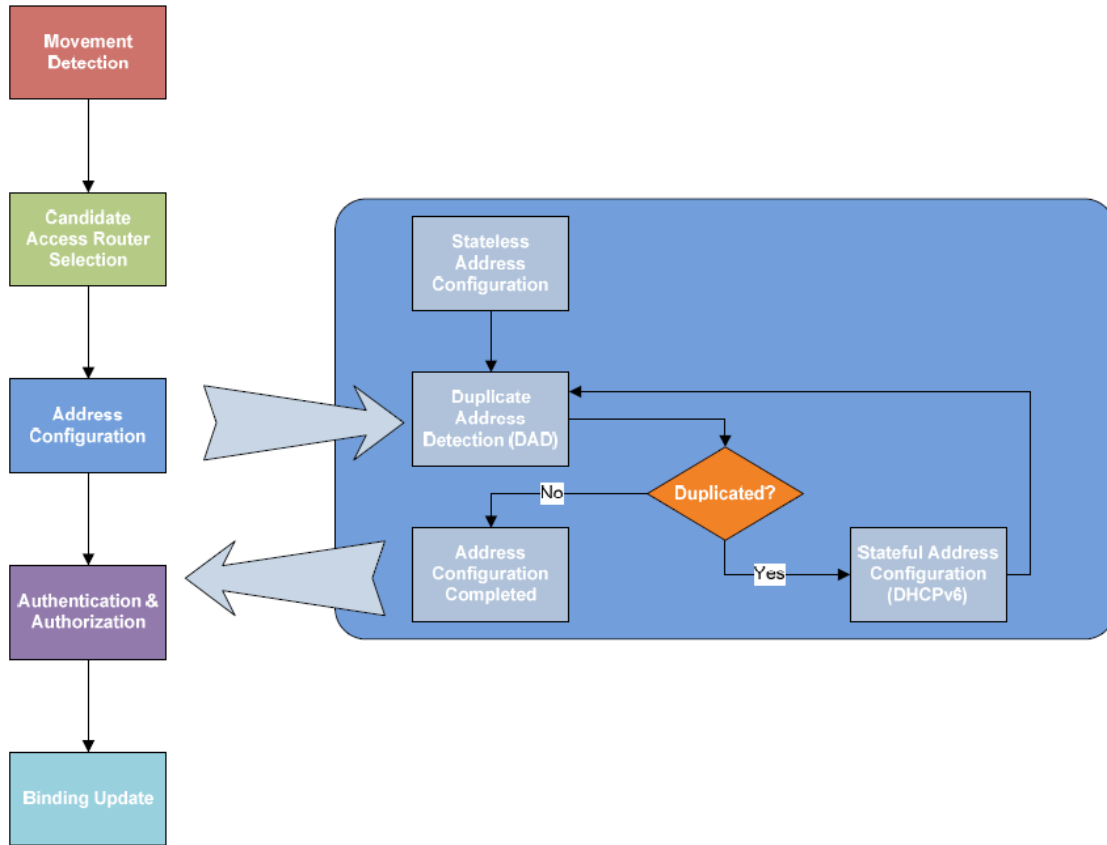 Movement
Detection
Candidate
Access Router
Selection
Address
Configuration
Authentication &
Authorization
Binding Update
Stateless
Address
Configuration
Duplicate
Address
Detection (DAD)
Duplicated?
No
Yes
Address
Configuration
Completed
Stateful Address
Configuration
(DHCPv6)